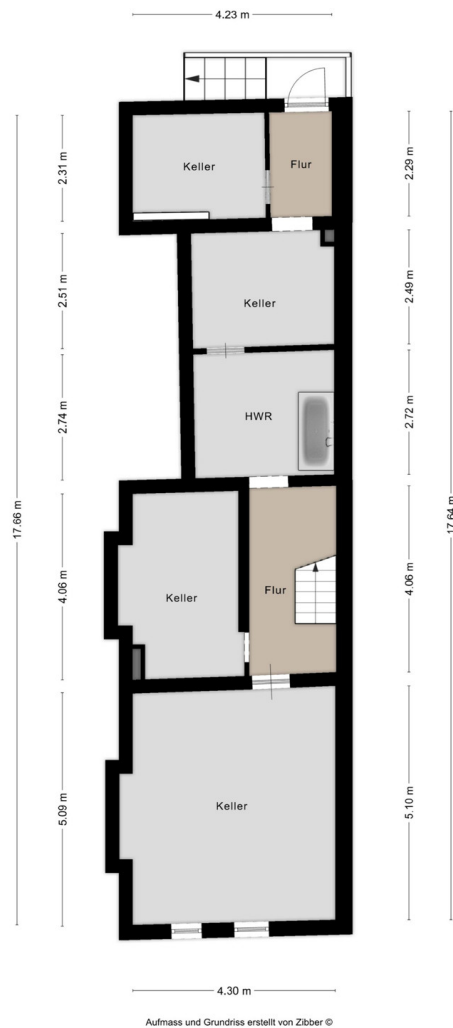 4.23 m
Keller
Flur
2.31 m
2.29 m
Keller
2.51 m
2.49 m
HWR
2.74 m
2.72 m
17.66 m
17.64 m
Keller
Flur
4.06 m
4.06 m
Keller
5.09 m
5.10 m
4.30 m
Aufmass und Grundriss erstellt von Zibber ©